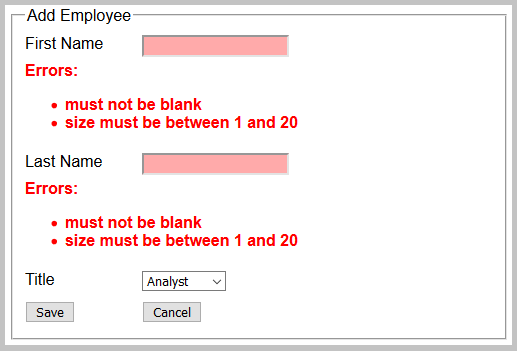 Add Employee
First Name
Errors:
must not be blank
size must be between 1 and 20
Last Name
Errors:
must not be blank
size must be between 1 and 20
Title Analyst
Save Cancel